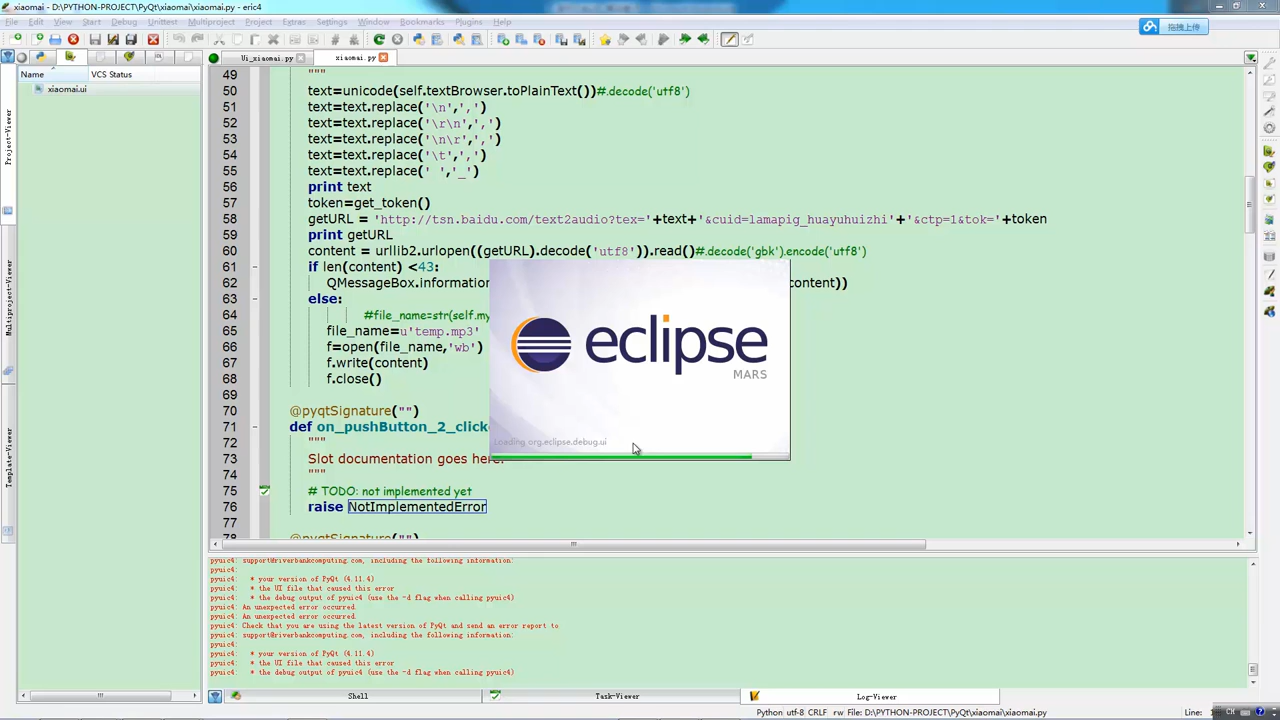 xiaomai - D:\PYTHON-PROJECT\PyQt\xiaomai\xiaomai.py - eric4
File Edit View Start Debug Unittest Multiproject Project Extras Settings Window Bookmarks Plugins Help
拖拽上传
Ui_xiaomai.py xiaomai.py
Name VCS Status
xiaomai.ui
Project-Viewer
Multiproject-Viewer
Template-Viewer
49 """
50 text=unicode(self.textBrowser.toPlainText())#.decode('utf8')
51 text=text.replace('\n',',')
52 text=text.replace('\r\n',',')
53 text=text.replace('\n\r',',')
54 text=text.replace('\t',',')
55 text=text.replace(' ','_')
56 print text
57 token=get_token()
58 getURL = 'http://tsn.baidu.com/text2audio?tex='+text+'&cuid=lamapig_huayuhuizhi'+'&ctp=1&tok='+token
59 print getURL
60 content = urllib2.urlopen((getURL).decode('utf8')).read()#.decode('gbk').encode('utf8')
61 if len(content) <43:
62 QMessageBox.information content))
63 else:
64 #file_name=str(self.my
65 file_name=u'temp.mp3'
66 f=open(file_name,'wb')
67 f.write(content)
68 f.close()
69
70 @pyqtSignature("")
71 def on_pushButton_2_clicke
72 """
73 Slot documentation goes here.
74 """
75 # TODO: not implemented yet
76 raise NotImplementedError
77
78 @pyqtSignature("")
eclipse
MARS
Loading org.eclipse.debug.ui
pyuic4: support@riverbankcomputing.com, including the following information:
pyuic4:
pyuic4: * your version of PyQt (4.11.4)
pyuic4: * the UI file that caused this error
pyuic4: * the debug output of pyuic4 (use the -d flag when calling pyuic4)
pyuic4: An unexpected error occurred.
pyuic4: An unexpected error occurred.
pyuic4: Check that you are using the latest version of PyQt and send an error report to
pyuic4: support@riverbankcomputing.com, including the following information:
pyuic4:
pyuic4: * your version of PyQt (4.11.4)
pyuic4: * the UI file that caused this error
pyuic4: * the debug output of pyuic4 (use the -d flag when calling pyuic4)
Shell Task-Viewer Log-Viewer
Python utf-8 CRLF rw File: D:\PYTHON-PROJECT\PyQt\xiaomai\xiaomai.py Line:
CH